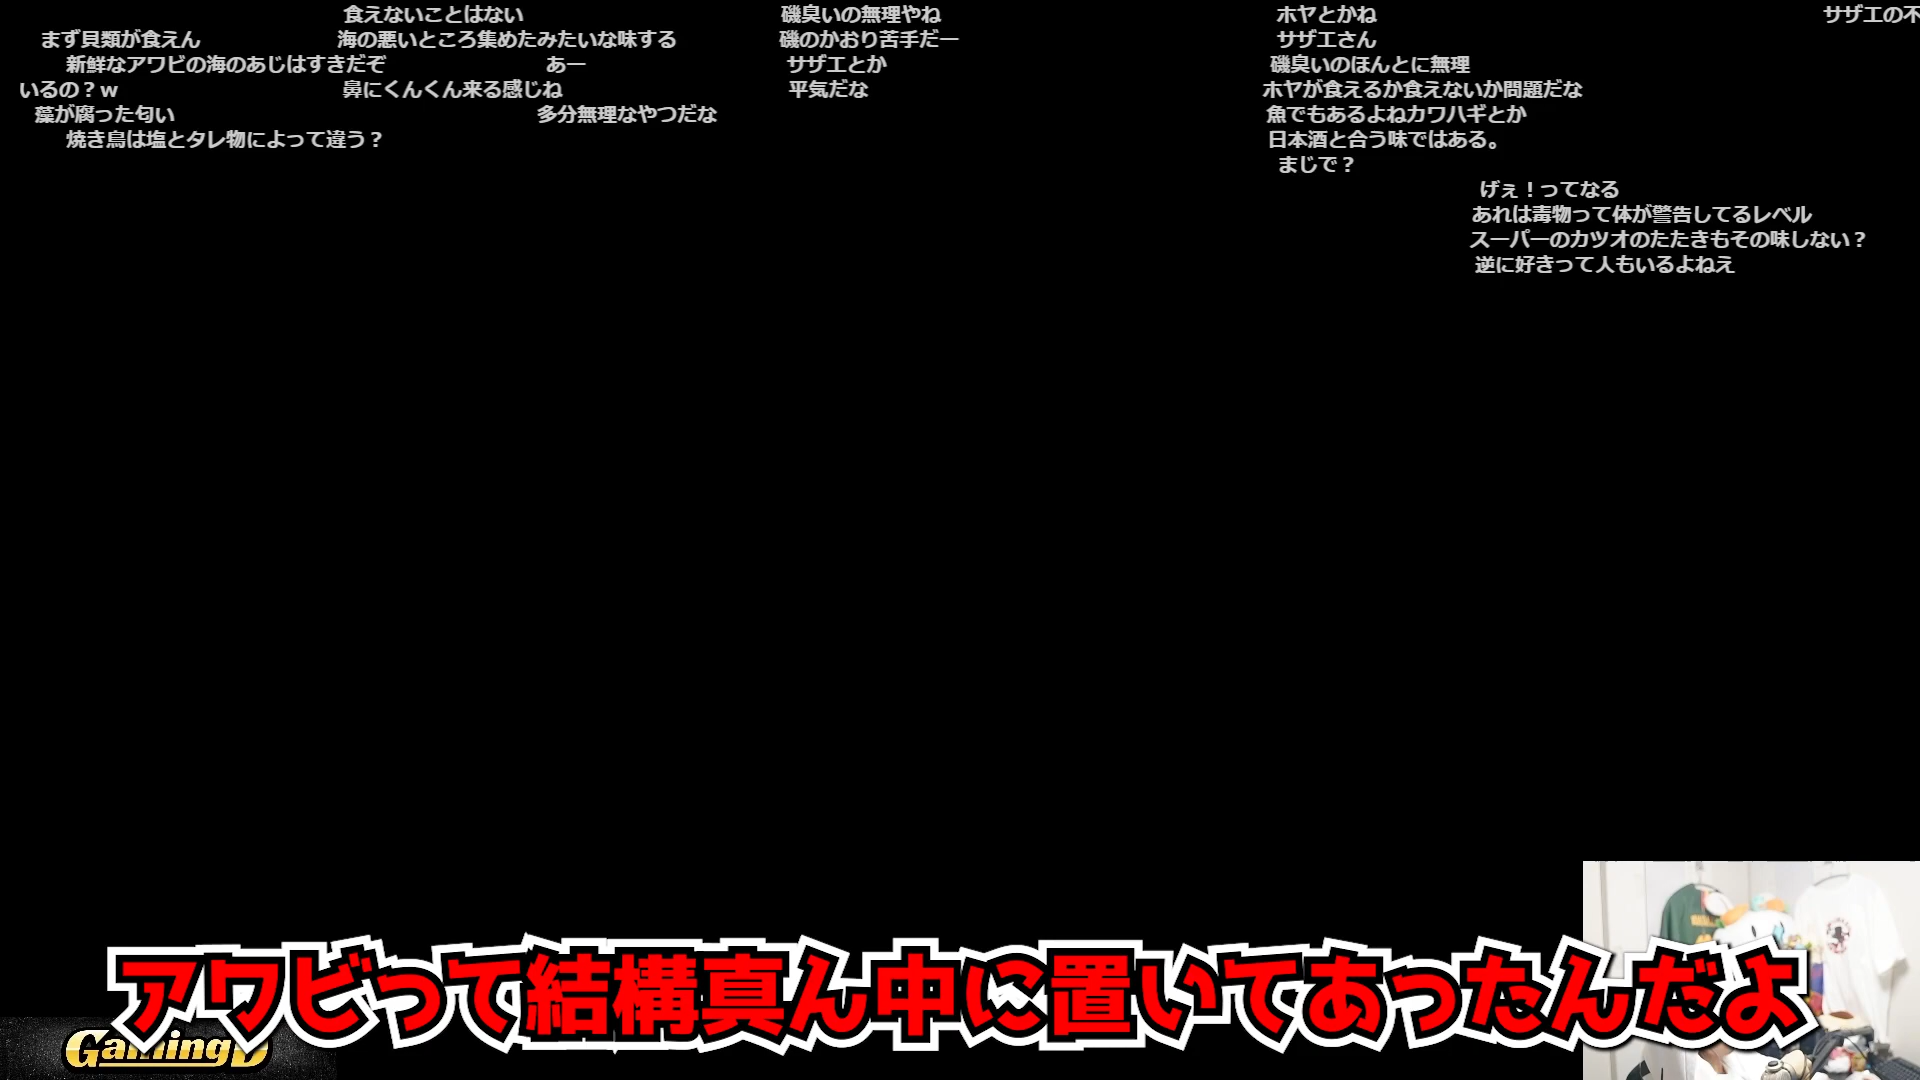 食えないことはない
磯臭いの無理やね
ホヤとかね
サザエの不
まず貝類が食えん
海の悪いところ集めたみたいな味する
磯のかおり苦手だー
サザエさん
新鮮なアワビの海のあじはすきだぞ
あー
サザエとか
磯臭いのほんとに無理
いるの？w
鼻にくんくん来る感じね
平気だな
ホヤが食えるか食えないか問題だな
藻が腐った匂い
多分無理なやつだな
魚でもあるよねカワハギとか
焼き鳥は塩とタレ物によって違う？
日本酒と合う味ではある。
まじで？
げぇ！ってなる
あれは毒物って体が警告してるレベル
スーパーのカツオのたたきもその味しない？
逆に好きって人もいるよねえ
アワビって結構真ん中に置いてあったんだよ
GamingD